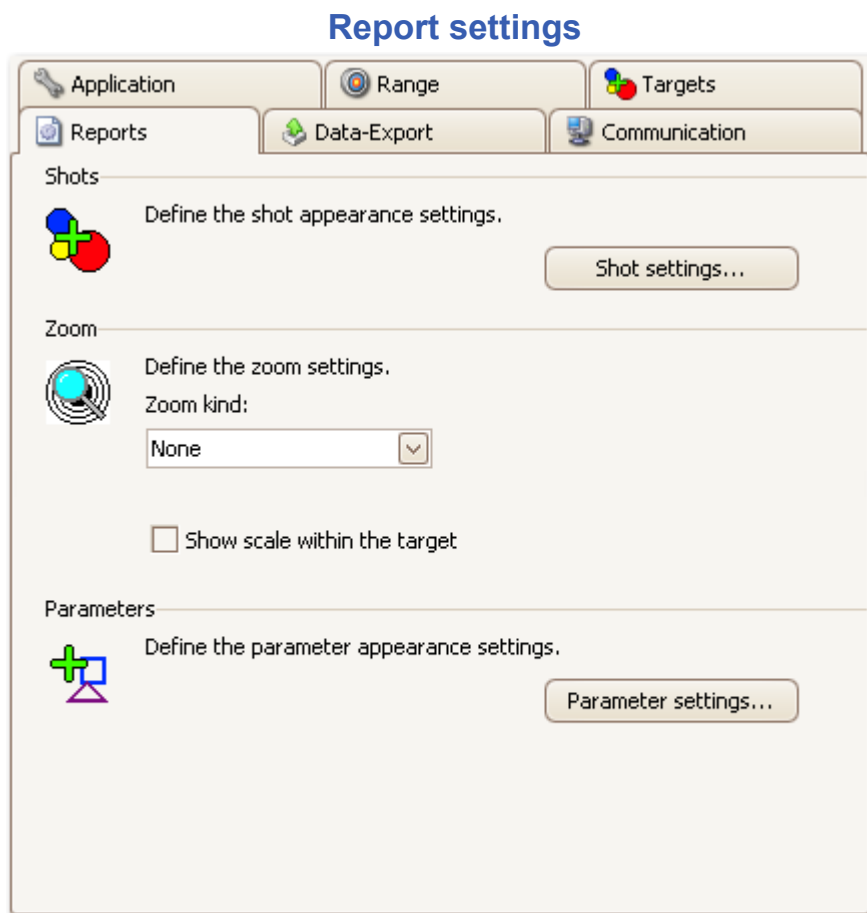 Report settings
Application
Range
Targets
Reports
Data-Export
Communication
Shots
Define the shot appearance settings.
Shot settings...
Zoom
Define the zoom settings.
Zoom kind:
None
Show scale within the target
Parameters
Define the parameter appearance settings.
Parameter settings...